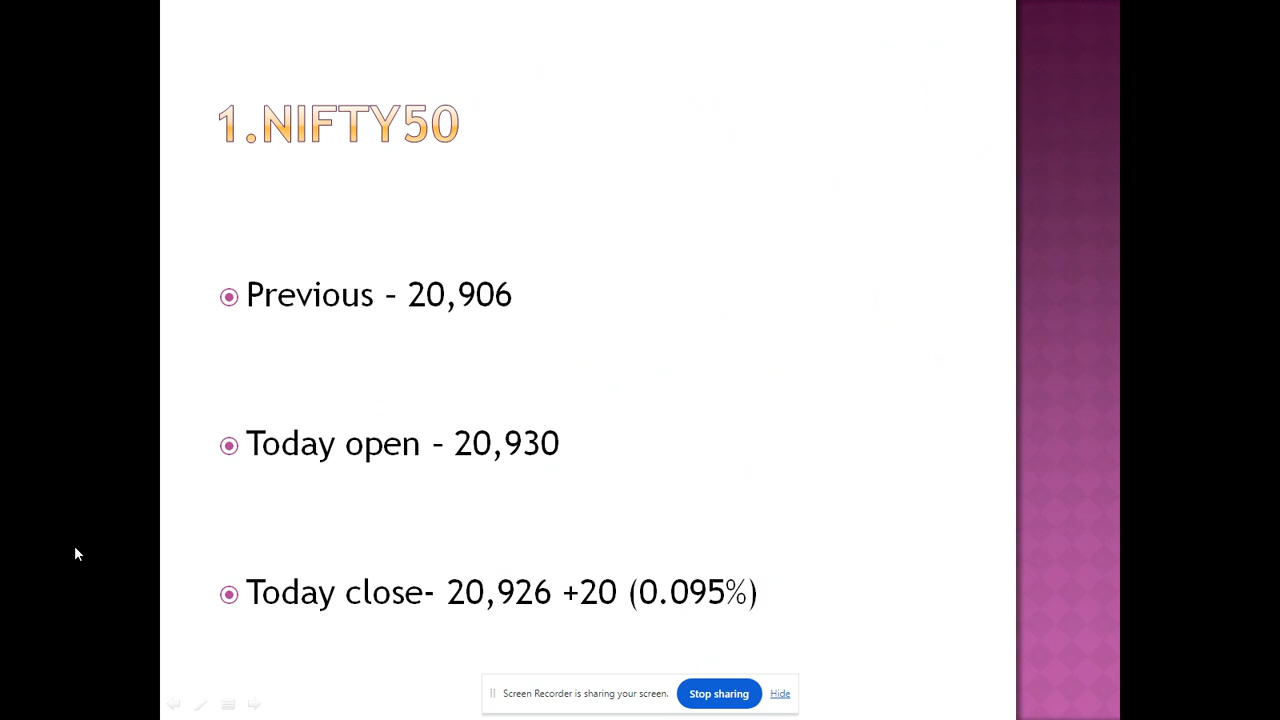 1.NIFTY50
Previous - 20,906
Today open - 20,930
Today close- 20,926 +20 (0.095%)
Screen Recorder is sharing your screen. Stop sharing Hide